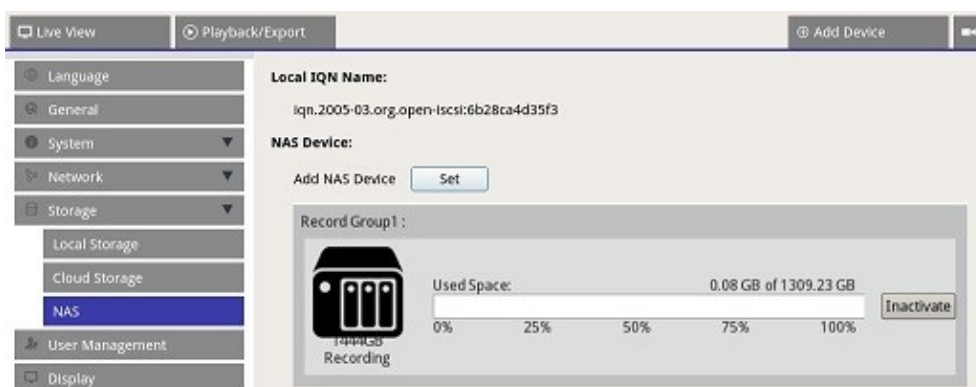 Live View
Playback/Export
Add Device
Language
General
System
Network
Storage
Local Storage
Cloud Storage
NAS
User Management
Display
Local IQN Name:
iqn.2005-03.org.open-iscsi:6b28ca4d35f3
NAS Device:
Add NAS Device Set
Record Group1 :
Used Space: 0.08 GB of 1309.23 GB
Inactivate
0% 25% 50% 75% 100%
1444GB
Recording